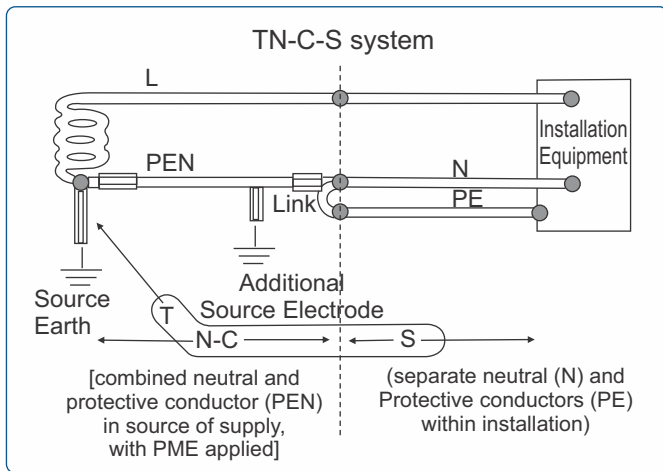 TN-C-S system
L
PEN
N
Link
PE
Installation
Equipment
Source
Earth
Additional
Source Electrode
T
N-C
S
[combined neutral and
protective conductor (PEN)
in source of supply,
with PME applied]
(separate neutral (N) and
Protective conductors (PE)
within installation)